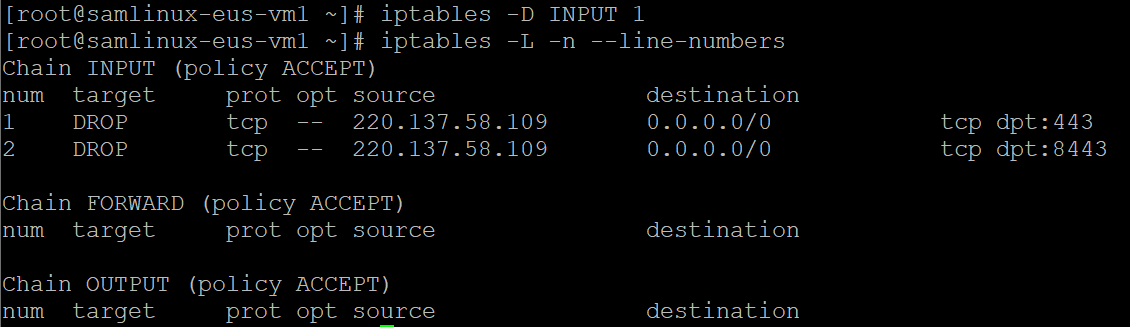 [root@samlinux-eus-vm1 ~]# iptables -D INPUT 1
[root@samlinux-eus-vm1 ~]# iptables -L -n --line-numbers
Chain INPUT (policy ACCEPT)
num  target     prot opt source               destination
1    DROP       tcp  --  220.137.58.109       0.0.0.0/0            tcp dpt:443
2    DROP       tcp  --  220.137.58.109       0.0.0.0/0            tcp dpt:8443

Chain FORWARD (policy ACCEPT)
num  target     prot opt source               destination

Chain OUTPUT (policy ACCEPT)
num  target     prot opt source               destination